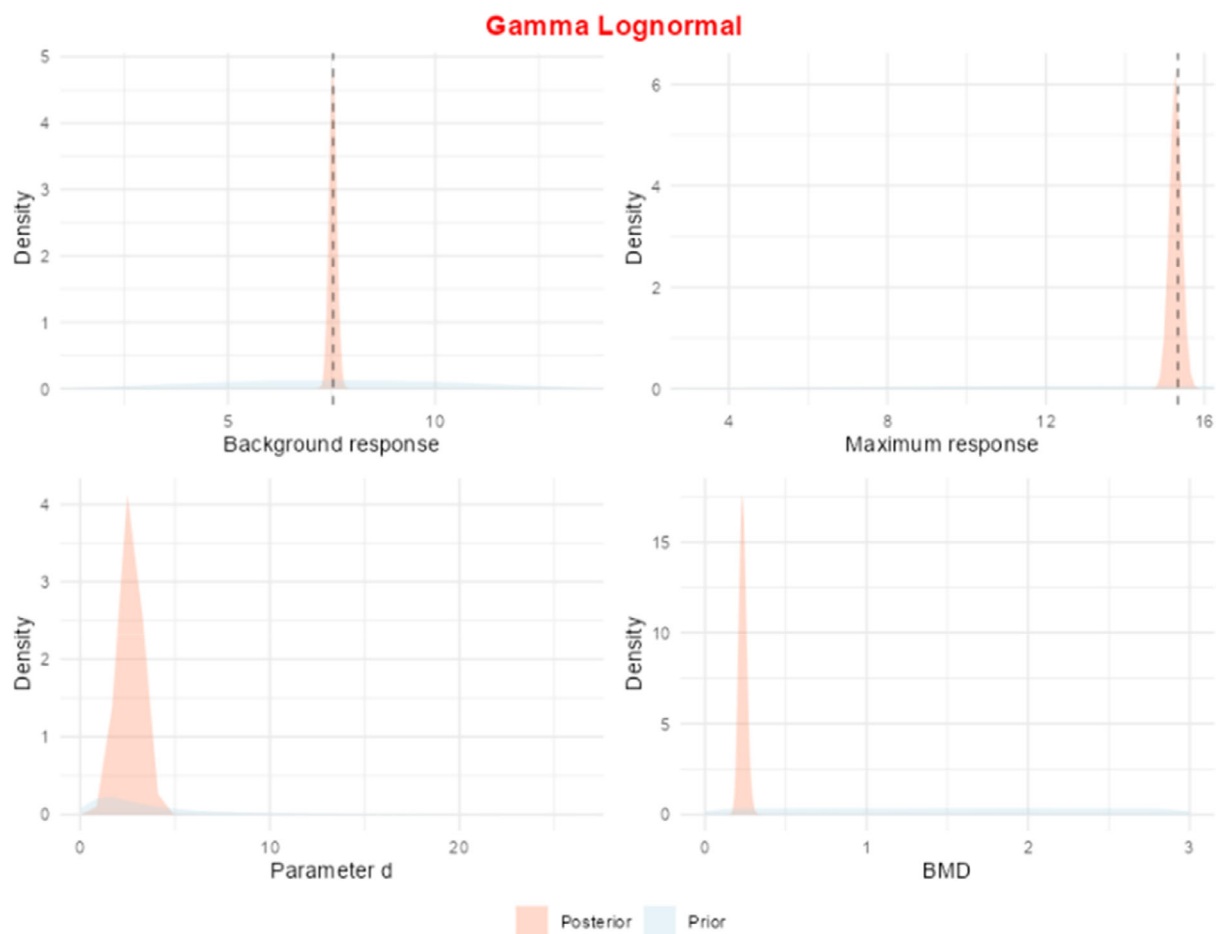 Gamma Lognormal
5
4
3
2
1
0
Density
5
10
Background response
6
4
2
0
Density
4
8
12
16
Maximum response
4
3
2
1
0
Density
0
10
20
Parameter d
15
10
5
0
Density
0
1
2
3
BMD
Posterior
Prior